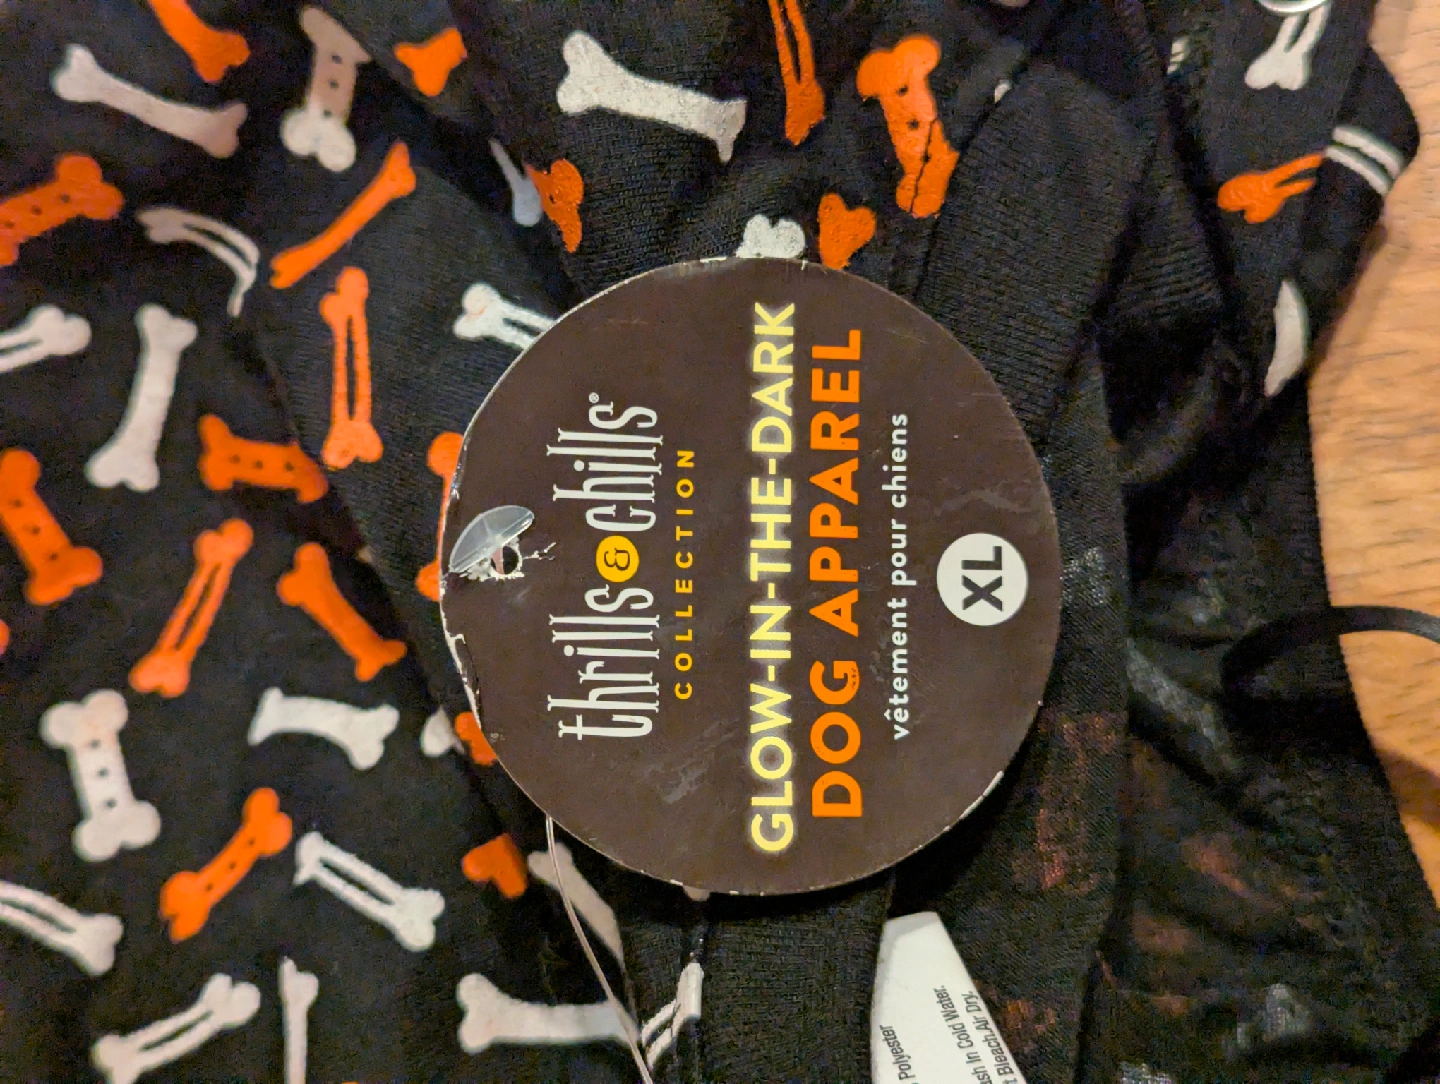 thrills & chills®
COLLECTION
GLOW-IN-THE-DARK
DOG APPAREL
vêtement pour chiens
XL
Polyester
In Cold Water.
Bleach, Air Dry.